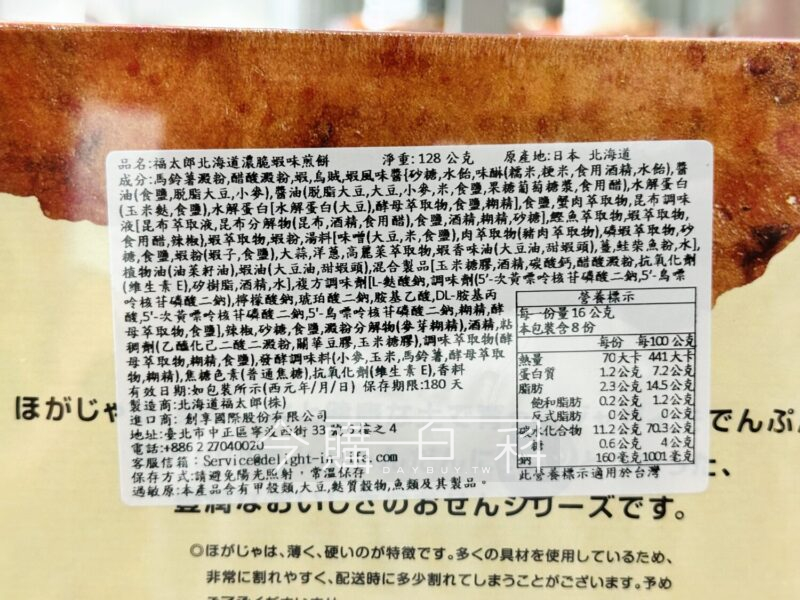 品名:福太郎北海道濃脆蝦味煎餅 淨重:128 公克 原產地:日本 北海道
成分:馬鈴薯澱粉,醋酸澱粉,蝦,烏賊,蝦風味醬{砂糖,水飴,味醂(糯米,粳米,食用酒精,水飴),醬
油(食鹽,脫脂大豆,小麥),醬油(脫脂大豆,大豆,小麥,米,食鹽,果糖葡萄糖漿,食用醋),水解蛋白
(玉米麩,食鹽),水解蛋白[水解蛋白(大豆),酵母萃取物,食鹽,糊精],食鹽,蟹肉萃取物,昆布調味
液[昆布萃取液,昆布分解物(昆布,酒精,食用醋),食鹽,酒精,糊精,砂糖],鰹魚萃取物,蝦萃取物,
食用醋,辣椒),蝦萃取物,蝦粉,湯料[味噌(大豆,米,食鹽),肉萃取物(豬肉萃取物),磷蝦萃取物,砂
糖,食鹽,蝦粉(蝦子,食鹽),大蒜,洋蔥,高麗菜萃取物,蝦香味油(大豆油,甜蝦頭),薑,鮭柴魚粉,水],
植物油(油菜籽油),蝦油(大豆油,甜蝦頭),混合製品[玉米糖膠,酒精,碳酸鈣,醋酸澱粉,抗氧化劑
(維生素 E),矽樹脂,酒精,水],複方調味劑[L-麩酸鈉,調味劑(5'-次黃嘌呤核苷磷酸二鈉,5'-鳥嘌
呤核苷磷酸二鈉),檸檬酸鈉,琥珀酸二鈉,胺基乙酸,DL-胺基丙
酸,5'-次黃嘌呤核苷磷酸二鈉,5'-鳥嘌呤核苷磷酸二鈉,糊精,酵
母萃取物,食鹽],辣椒,砂糖,食鹽,澱粉分解物(麥芽糊精),酒精,粘
稠劑(乙醯化己二酸二澱粉,關華豆膠,玉米糖膠),調味萃取物(酵
母萃取物,糊精,食鹽),發酵調味料(小麥,玉米,馬鈴薯,酵母萃取
物,糊精),焦糖色素(普通焦糖),抗氧化劑(維生素 E),香料
有效日期:如包裝所示(西元年/月/日) 保存期限:180 天
製造商:北海道福太郎(株)
進口商: 創享國際股份有限公司
地址:臺北市中正區寧波西街 33 號 樓之 4
電話:+886227040020
客服信箱: Service@delight-in-life.com
保存方式:請避免陽光照射,常溫保存
過敏原:本產品含有甲殼類,大豆,麩質穀物,魚類及其製品。
營養標示
每一份量 16 公克
本包裝含 8 份
每份 每100 公克
熱量 70 大卡 441 大卡
蛋白質 1.2 公克 7.2 公克
脂肪 2.3 公克 14.5 公克
飽和脂肪 0.2 公克 1.2 公克
反式脂肪 0 公克 0 公克
碳水化合物 11.2 公克 70.3 公克
糖 0.6 公克 4 公克
鈉 160 毫克 1001 毫克
此營養標示適用於台灣
今購百科
DAYBUY.TW
ほがじゃ でんぷん
豆腐なおいしさのおせんシリーズです。
◎ほがじゃは、薄く、硬いのが特徴です。多くの具材を使用しているため、
非常に割れやすく、配送時に多少割れてしまうことがございます。予め